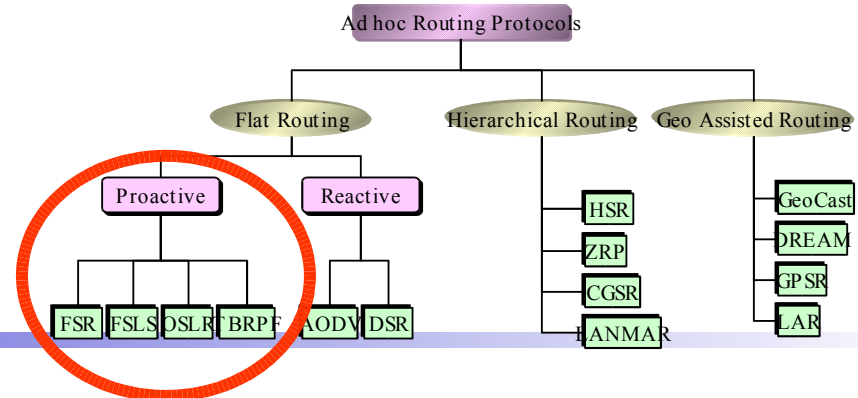 Ad hoc Routing Protocols
Flat Routing
Hierarchical Routing
Geo Assisted Routing
Proactive
Reactive
HSR
ZRP
CGSR
LANMAR
GeoCast
DREAM
GPSR
LAR
FSR
FSLS
OSLR
TBRPF
AODV
DSR